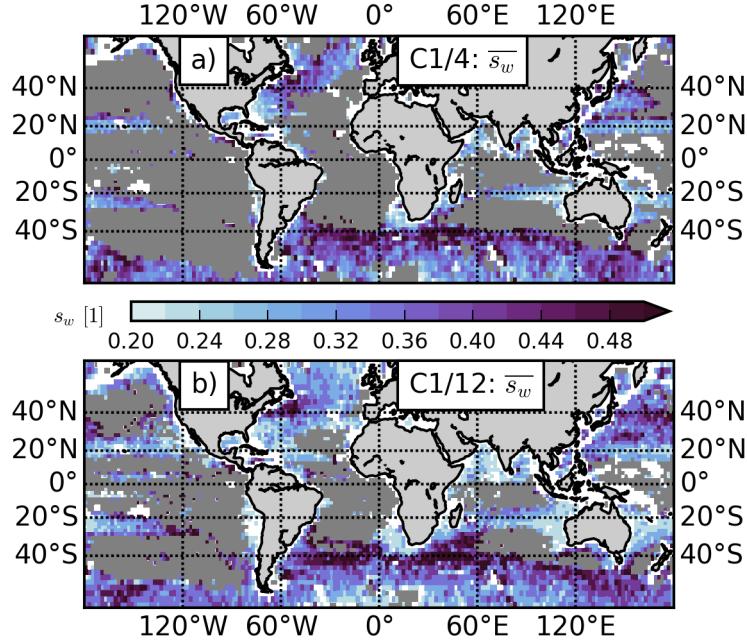 120°W 60°W 0° 60°E 120°E
a) C1/4: s_w
40°N 40°N
20°N 20°N
0° 0°
20°S 20°S
40°S 40°S
s_w [1]
0.20 0.24 0.28 0.32 0.36 0.40 0.44 0.48
b) C1/12: s_w
40°N 40°N
20°N 20°N
0° 0°
20°S 20°S
40°S 40°S
120°W 60°W 0° 60°E 120°E